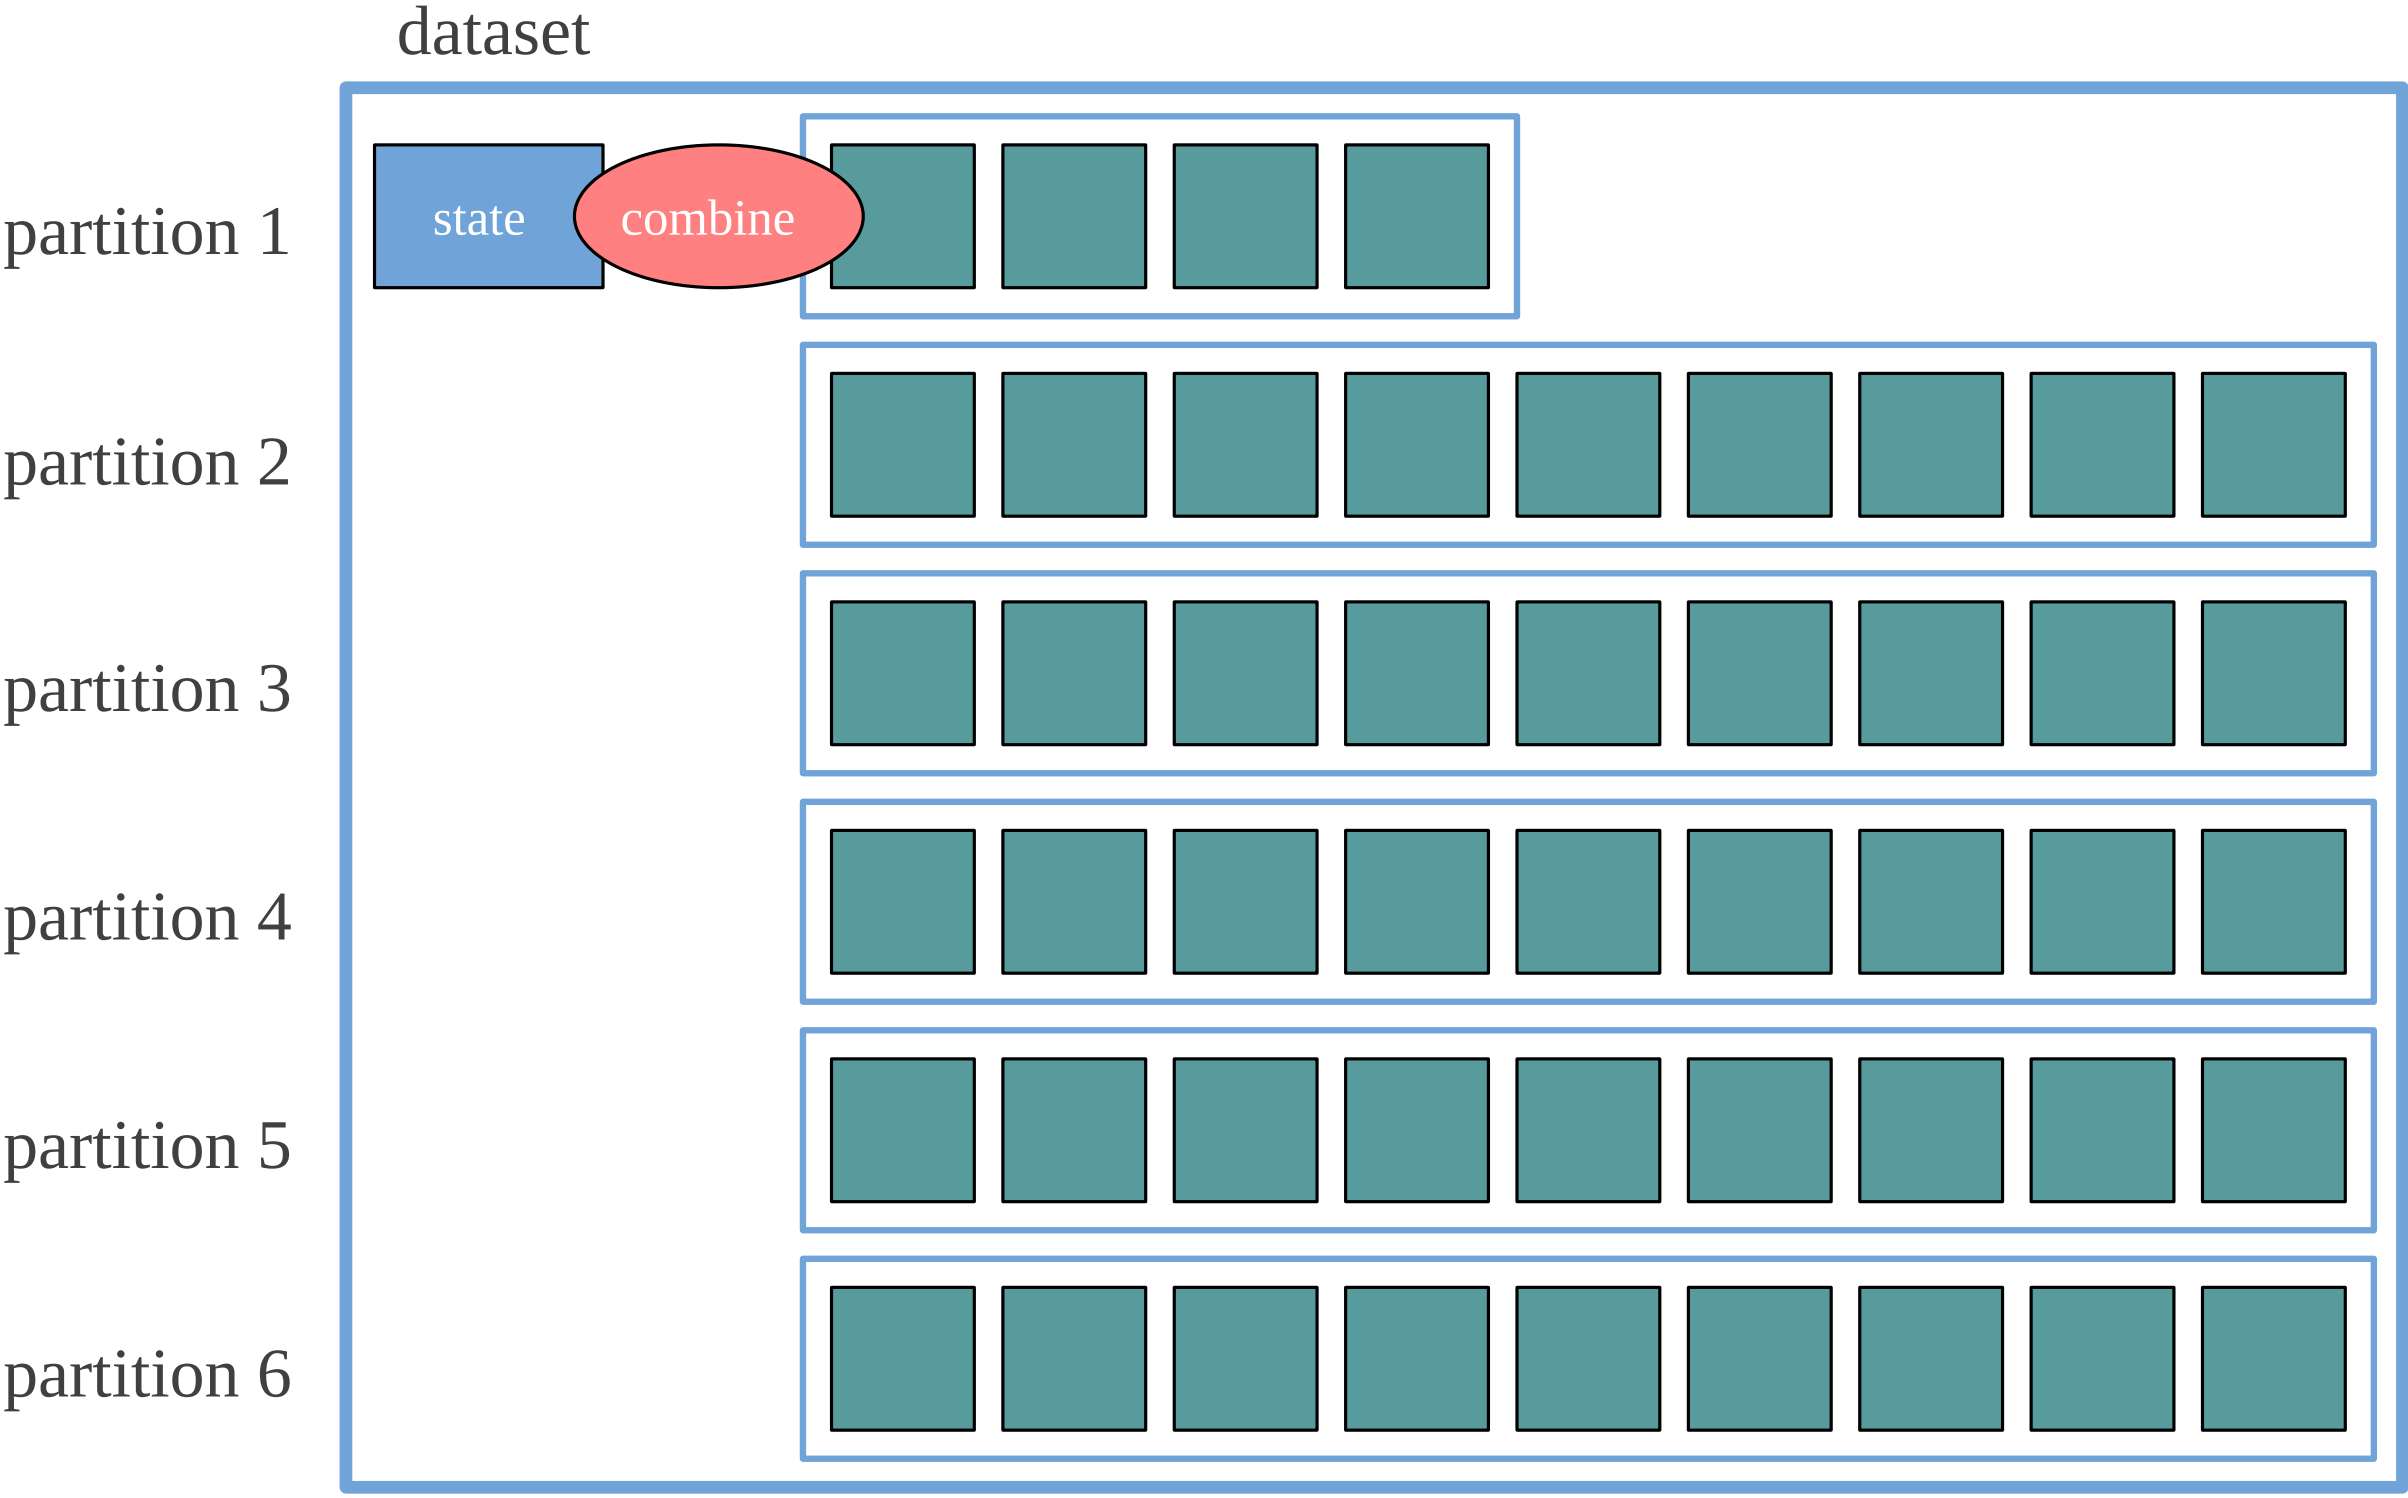 dataset
partition 1
state
combine
partition 2
partition 3
partition 4
partition 5
partition 6